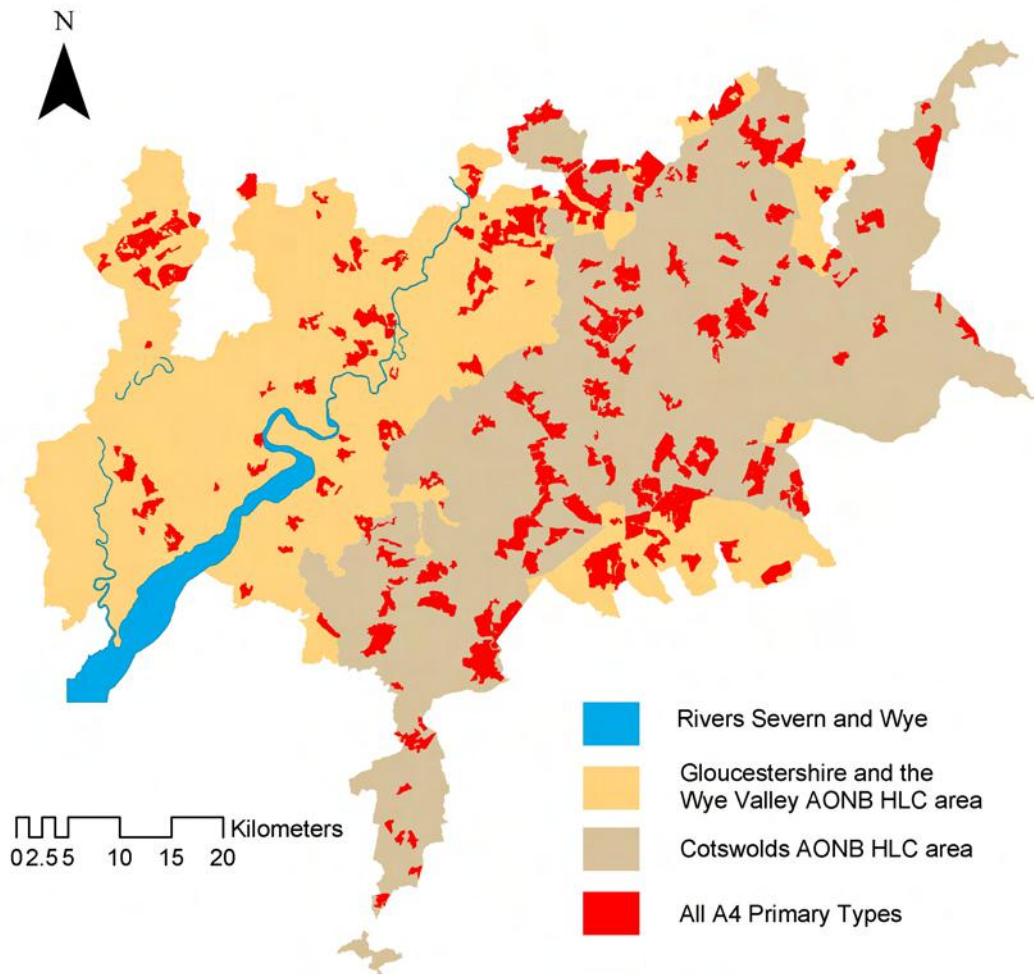 N
Rivers Severn and Wye
Gloucestershire and the
Wye Valley AONB HLC area
Cotswolds AONB HLC area
All A4 Primary Types
Kilometers
0 2.5 5 10 15 20